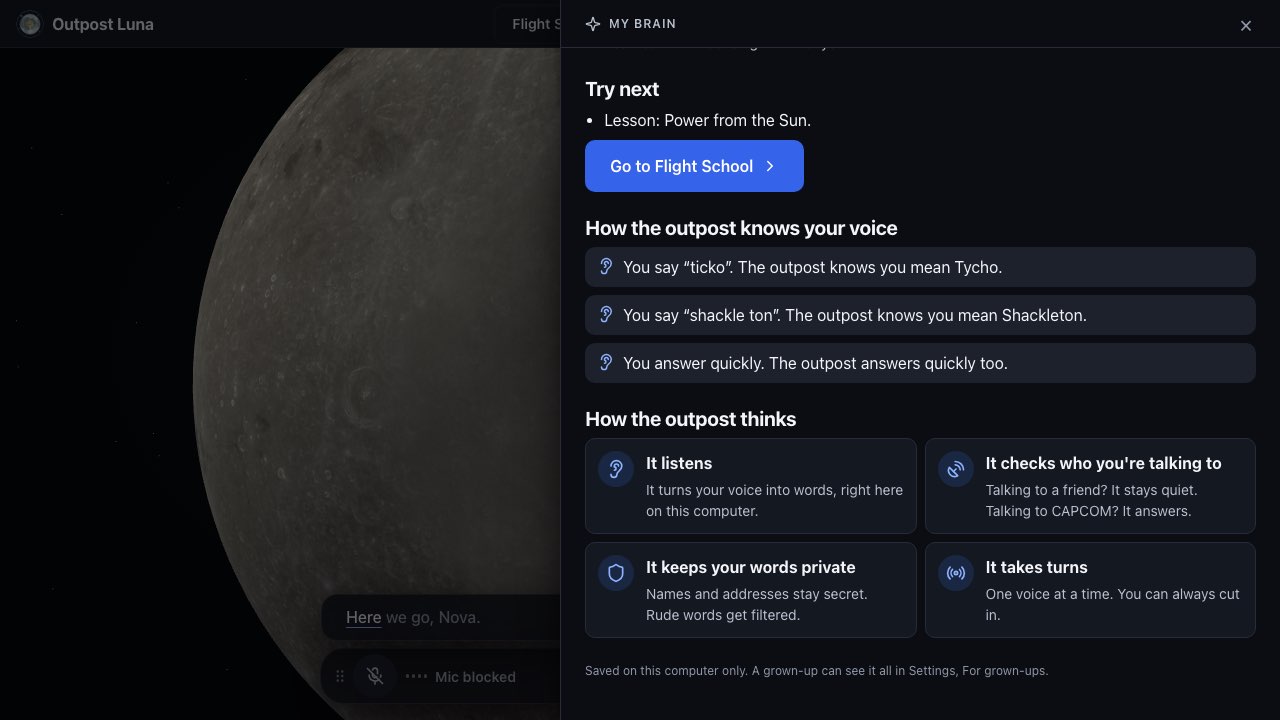 Outpost Luna
Flight S
MY BRAIN
Try next
• Lesson: Power from the Sun.
Go to Flight School
How the outpost knows your voice
You say “ticko”. The outpost knows you mean Tycho.
You say “shackle ton”. The outpost knows you mean Shackleton.
You answer quickly. The outpost answers quickly too.
How the outpost thinks
It listens
It turns your voice into words, right here
on this computer.
It checks who you're talking to
Talking to a friend? It stays quiet.
Talking to CAPCOM? It answers.
It keeps your words private
Names and addresses stay secret.
Rude words get filtered.
It takes turns
One voice at a time. You can always cut
in.
Saved on this computer only. A grown-up can see it all in Settings, For grown-ups.
Here we go, Nova.
Mic blocked